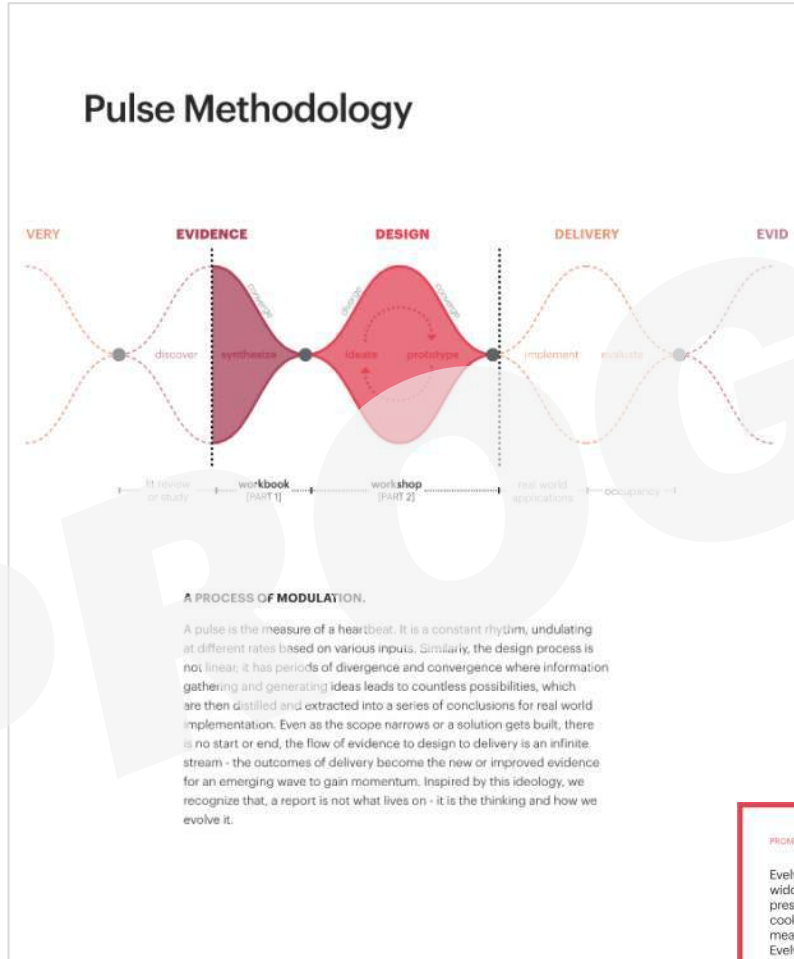 Pulse Methodology
VERY EVIDENCE DESIGN DELIVERY EVID
converge diverge converge
discover synthesize ideate prototype implement evaluate
fit review or study
workbook [PART 1]
workshop [PART 2]
real world applications
occupancy
A PROCESS OF MODULATION.
A pulse is the measure of a heartbeat. It is a constant rhythm, undulating
at different rates based on various inputs. Similarly, the design process is
not linear; it has periods of divergence and convergence where information
gathering and generating ideas leads to countless possibilities, which
are then distilled and extracted into a series of conclusions for real world
implementation. Even as the scope narrows or a solution gets built, there
is no start or end, the flow of evidence to design to delivery is an infinite
stream - the outcomes of delivery become the new or improved evidence
for an emerging wave to gain momentum. Inspired by this ideology, we
recognize that, a report is not what lives on - it is the thinking and how we
evolve it.
PROM
Evel
wido
pres
cook
mea
Evel
PROG